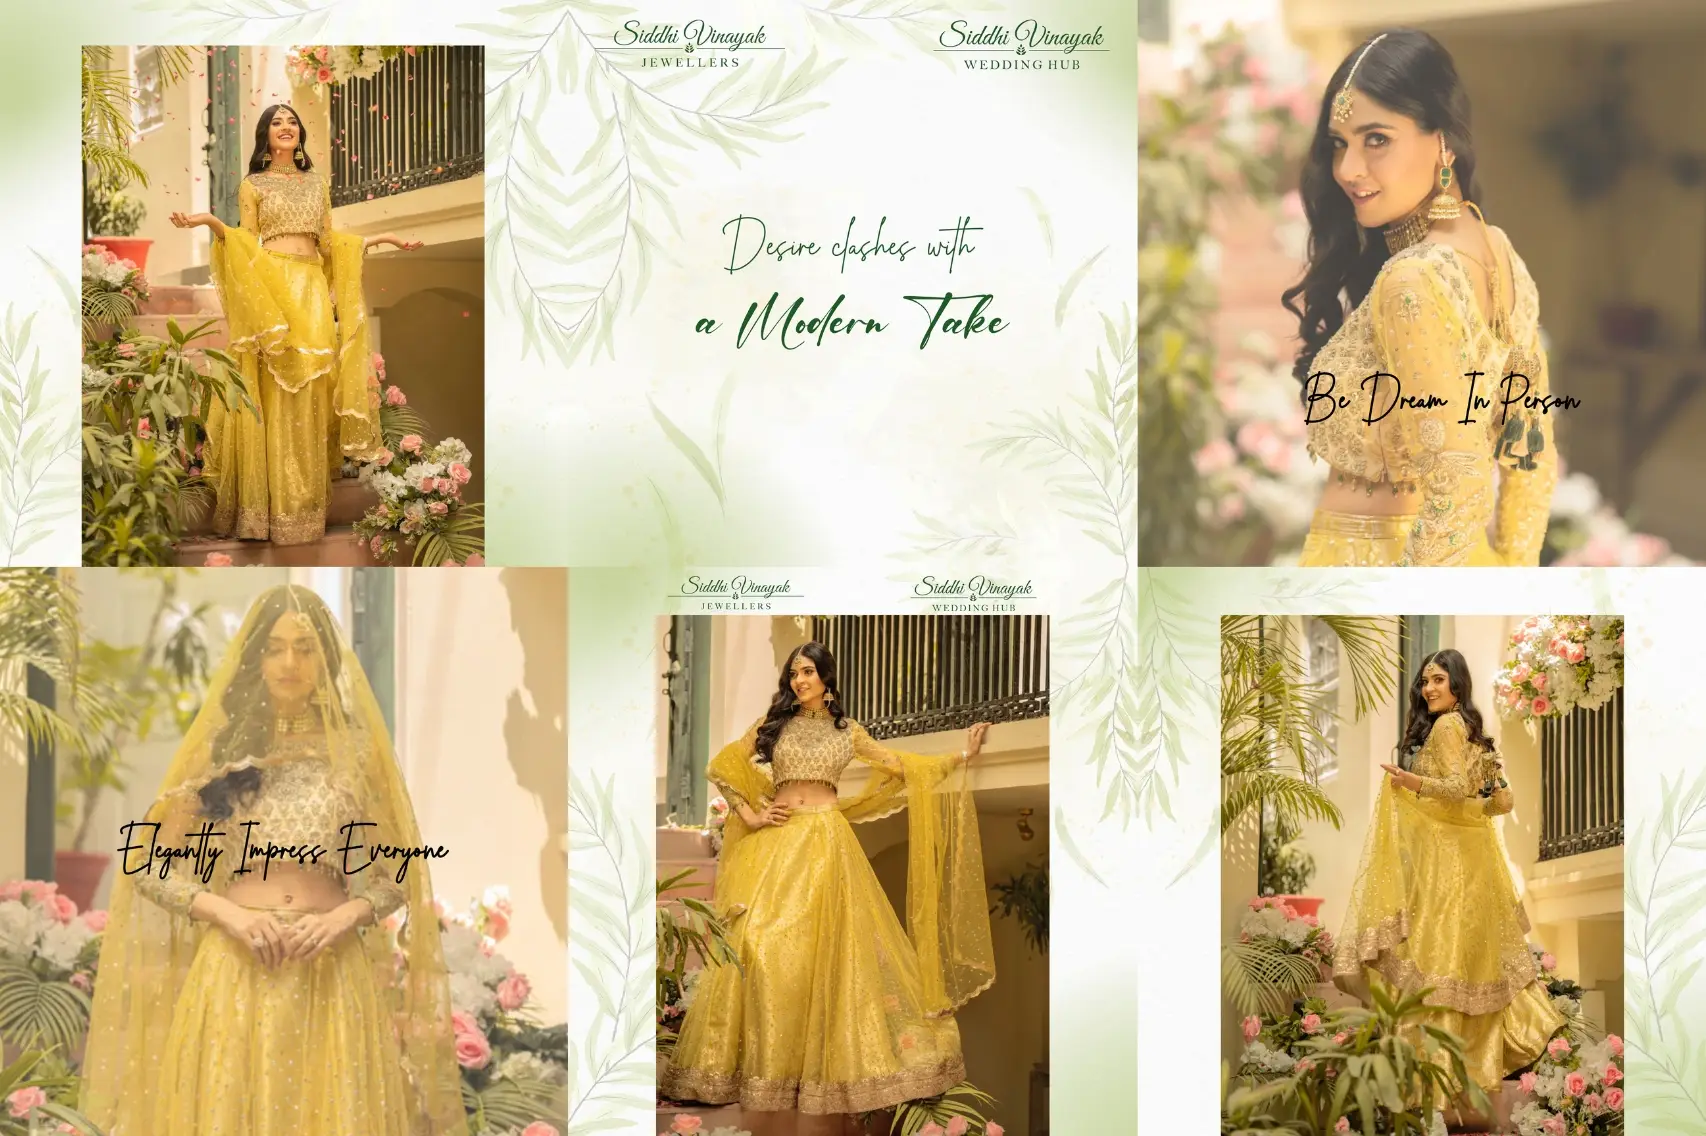 Siddhi Vinayak
JEWELLERS
Siddhi Vinayak
WEDDING HUB
Desire clashes with
a Modern Take
Be Dream In Person
Elegantly Impress Everyone
Siddhi Vinayak
JEWELLERS
Siddhi Vinayak
WEDDING HUB